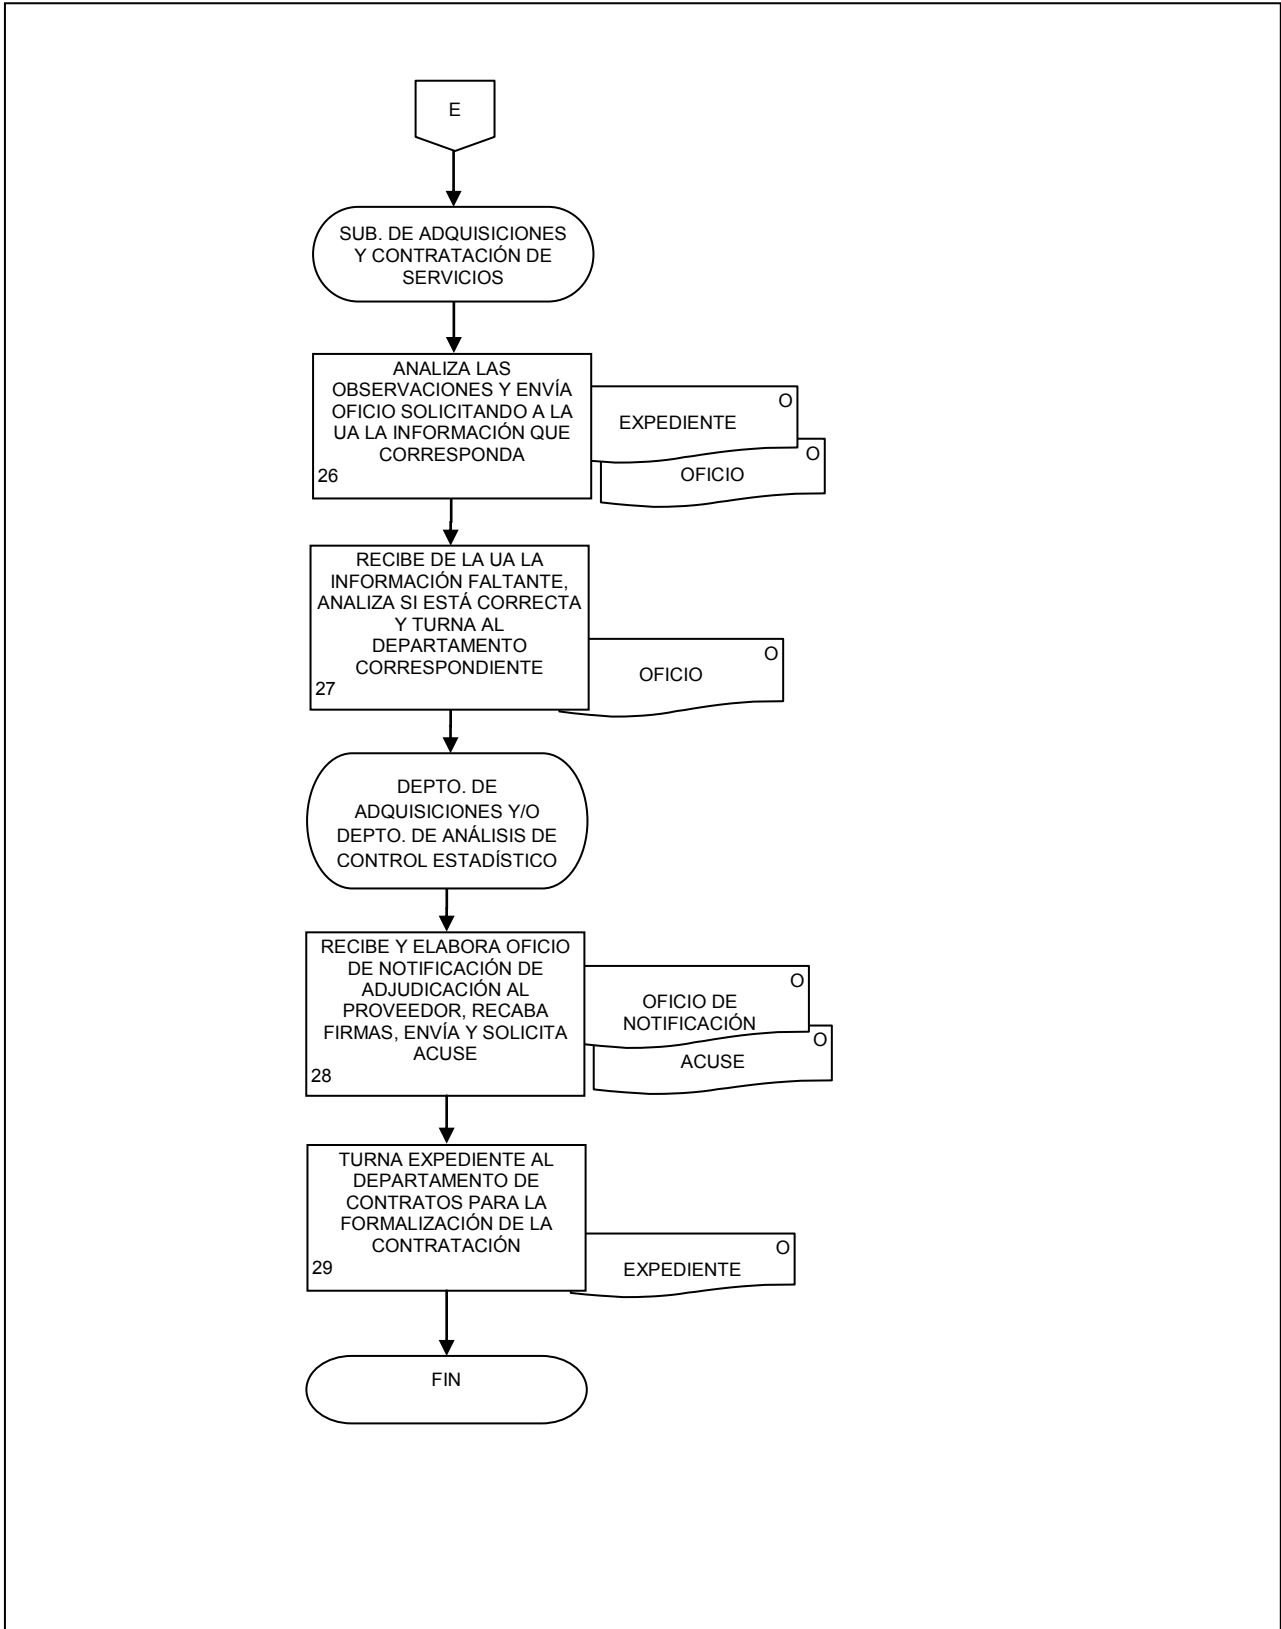 E
SUB. DE ADQUISICIONES
Y CONTRATACIÓN DE
SERVICIOS
ANALIZA LAS
OBSERVACIONES Y ENVÍA
OFICIO SOLICITANDO A LA
UA LA INFORMACIÓN QUE
CORRESPONDA
26
O
EXPEDIENTE
O
OFICIO
RECIBE DE LA UA LA
INFORMACIÓN FALTANTE,
ANALIZA SI ESTÁ CORRECTA
Y TURNA AL
DEPARTAMENTO
CORRESPONDIENTE
27
O
OFICIO
DEPTO. DE
ADQUISICIONES Y/O
DEPTO. DE ANÁLISIS DE
CONTROL ESTADÍSTICO
RECIBE Y ELABORA OFICIO
DE NOTIFICACIÓN DE
ADJUDICACIÓN AL
PROVEEDOR, RECABA
FIRMAS, ENVÍA Y SOLICITA
ACUSE
28
O
OFICIO DE
NOTIFICACIÓN
O
ACUSE
TURNA EXPEDIENTE AL
DEPARTAMENTO DE
CONTRATOS PARA LA
FORMALIZACIÓN DE LA
CONTRATACIÓN
29
O
EXPEDIENTE
FIN